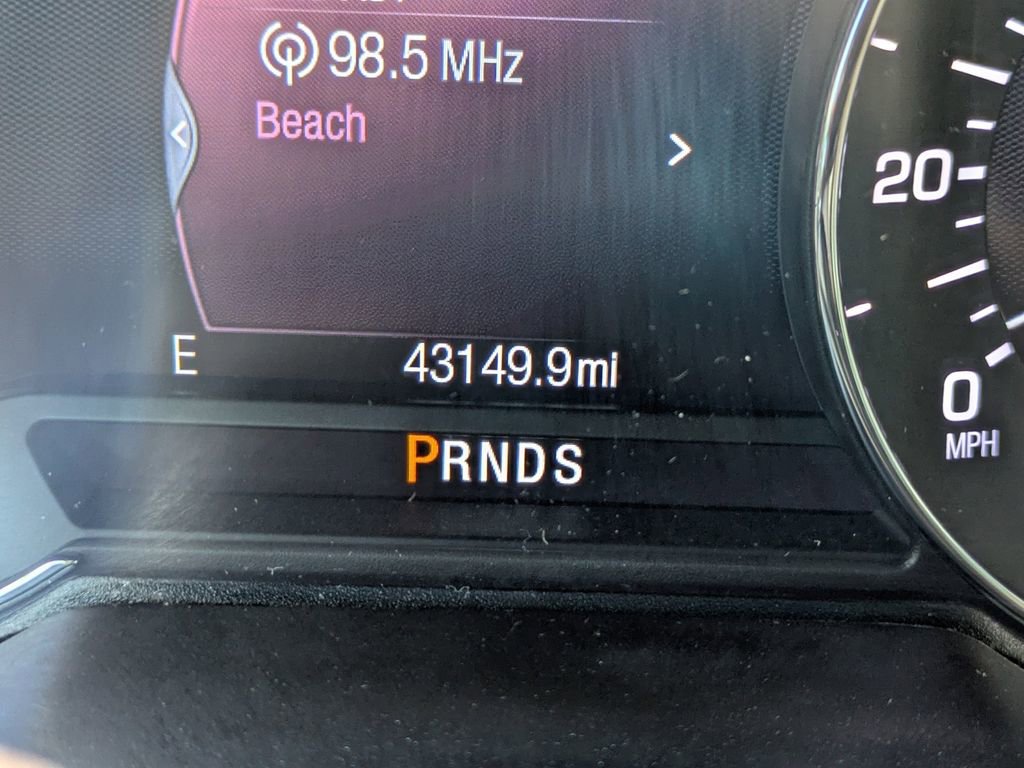 98.5 MHz
Beach
20
E
43149.9mi
0
MPH
PRNDS